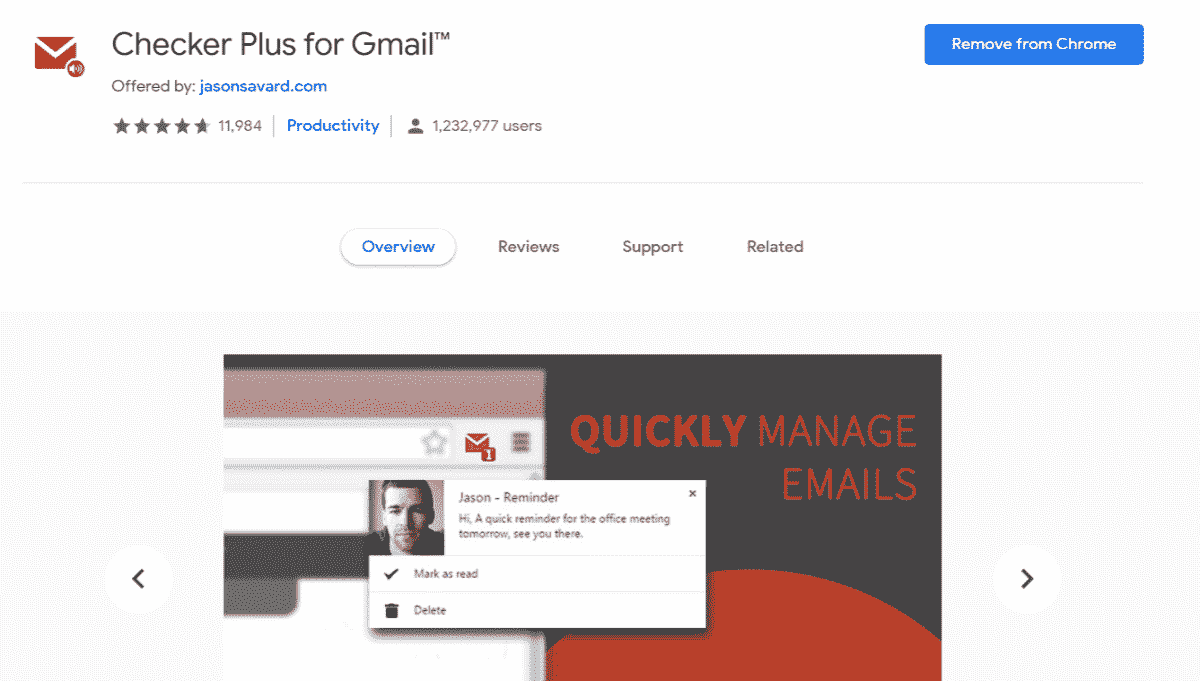 Checker Plus for Gmail™
Remove from Chrome
Offered by: jasonsavard.com
11,984
Productivity
1,232,977 users
Overview
Reviews
Support
Related
QUICKLY MANAGE
EMAILS
1
Jason - Reminder
Hi, A quick reminder for the office meeting
tomorrow, see you there.
Mark as read
Delete